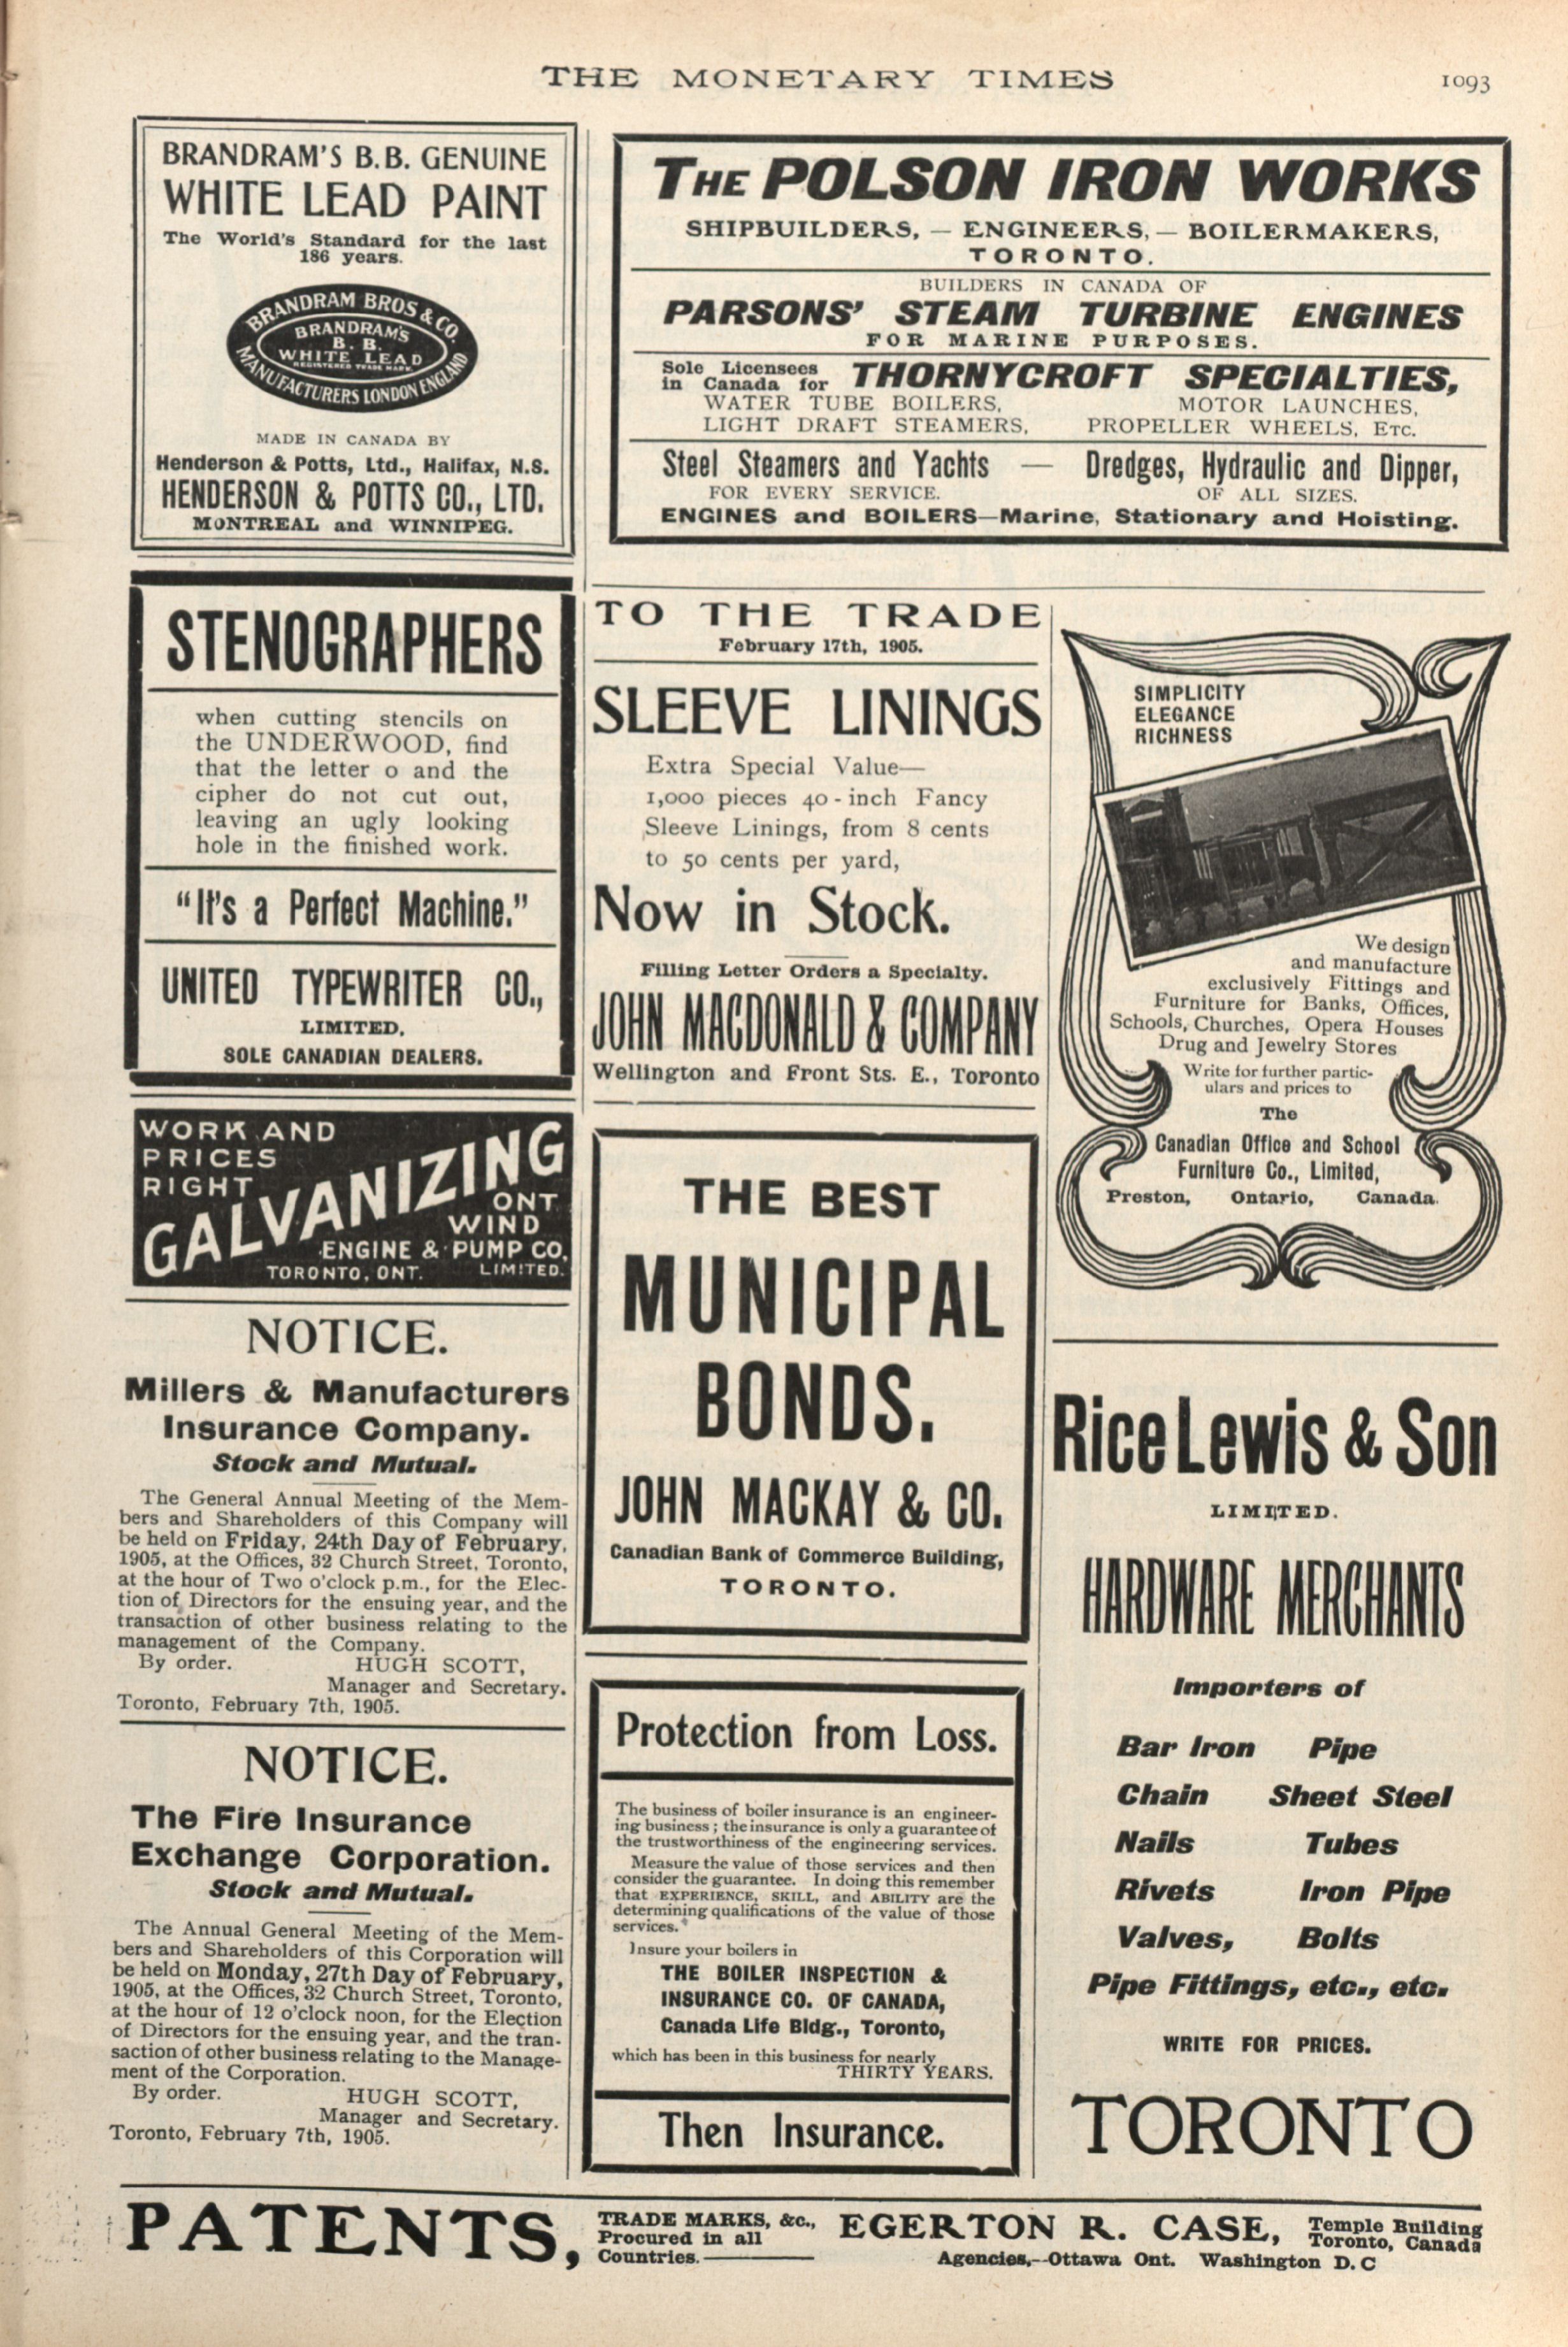 THE MONETARY TIMES 1093
BRANDRAM'S B.B. GENUINE
WHITE LEAD PAINT
The World's Standard for the last
186 years.
BRANDRAM BROS & CO.
BRANDRAM'S
B. B.
WHITE LEAD
REGISTERED TRADE MARK
MANUFACTURERS LONDON ENGLAND
MADE IN CANADA BY
Henderson & Potts, Ltd., Halifax, N.S.
HENDERSON & POTTS CO., LTD.
MONTREAL and WINNIPEG.
THE POLSON IRON WORKS
SHIPBUILDERS, — ENGINEERS, — BOILERMAKERS,
TORONTO.
BUILDERS IN CANADA OF
PARSONS' STEAM TURBINE ENGINES
FOR MARINE PURPOSES.
Sole Licensees
in Canada for THORNYCROFT SPECIALTIES,
WATER TUBE BOILERS, MOTOR LAUNCHES,
LIGHT DRAFT STEAMERS, PROPELLER WHEELS, ETC.
Steel Steamers and Yachts — Dredges, Hydraulic and Dipper,
FOR EVERY SERVICE. OF ALL SIZES.
ENGINES and BOILERS—Marine, Stationary and Hoisting.
STENOGRAPHERS
when cutting stencils on
the UNDERWOOD, find
that the letter o and the
cipher do not cut out,
leaving an ugly looking
hole in the finished work.
"It's a Perfect Machine."
UNITED TYPEWRITER CO.,
LIMITED,
SOLE CANADIAN DEALERS.
WORK AND
PRICES
RIGHT
GALVANIZING
ONT
WIND
ENGINE & PUMP CO,
TORONTO, ONT. LIMITED.
NOTICE.
Millers & Manufacturers
Insurance Company.
Stock and Mutual.
The General Annual Meeting of the Mem-
bers and Shareholders of this Company will
be held on Friday, 24th Day of February,
1905, at the Offices, 32 Church Street, Toronto,
at the hour of Two o'clock p.m., for the Elec-
tion of Directors for the ensuing year, and the
transaction of other business relating to the
management of the Company.
By order. HUGH SCOTT,
Manager and Secretary.
Toronto, February 7th, 1905.
NOTICE.
The Fire Insurance
Exchange Corporation.
Stock and Mutual.
The Annual General Meeting of the Mem-
bers and Shareholders of this Corporation will
be held on Monday, 27th Day of February,
1905, at the Offices, 32 Church Street, Toronto,
at the hour of 12 o'clock noon, for the Election
of Directors for the ensuing year, and the tran-
saction of other business relating to the Manage-
ment of the Corporation.
By order. HUGH SCOTT,
Manager and Secretary.
Toronto, February 7th, 1905.
TO THE TRADE
February 17th, 1905.
SLEEVE LININGS
Extra Special Value—
1,000 pieces 40-inch Fancy
Sleeve Linings, from 8 cents
to 50 cents per yard,
Now in Stock.
Filling Letter Orders a Specialty.
JOHN MACDONALD & COMPANY
Wellington and Front Sts. E., Toronto
THE BEST
MUNICIPAL
BONDS.
JOHN MACKAY & CO.
Canadian Bank of Commerce Building,
TORONTO.
Protection from Loss.
The business of boiler insurance is an engineer-
ing business; the insurance is only a guarantee of
the trustworthiness of the engineering services.
Measure the value of those services and then
consider the guarantee. In doing this remember
that EXPERIENCE, SKILL, and ABILITY are the
determining qualifications of the value of those
services.
Insure your boilers in
THE BOILER INSPECTION &
INSURANCE CO. OF CANADA,
Canada Life Bldg., Toronto,
which has been in this business for nearly
THIRTY YEARS.
Then Insurance.
SIMPLICITY
ELEGANCE
RICHNESS
We design
and manufacture
exclusively Fittings and
Furniture for Banks, Offices,
Schools, Churches, Opera Houses
Drug and Jewelry Stores
Write for further partic-
ulars and prices to
The
Canadian Office and School
Furniture Co., Limited,
Preston, Ontario, Canada.
Rice Lewis & Son
LIMITED.
HARDWARE MERCHANTS
Importers of
Bar Iron Pipe
Chain Sheet Steel
Nails Tubes
Rivets Iron Pipe
Valves, Bolts
Pipe Fittings, etc., etc.
WRITE FOR PRICES.
TORONTO
PATENTS, TRADE MARKS, &c.,
Procured in all
Countries.— EGERTON R. CASE, Temple Building
Toronto, Canada
Agencies,—Ottawa Ont. Washington D. C